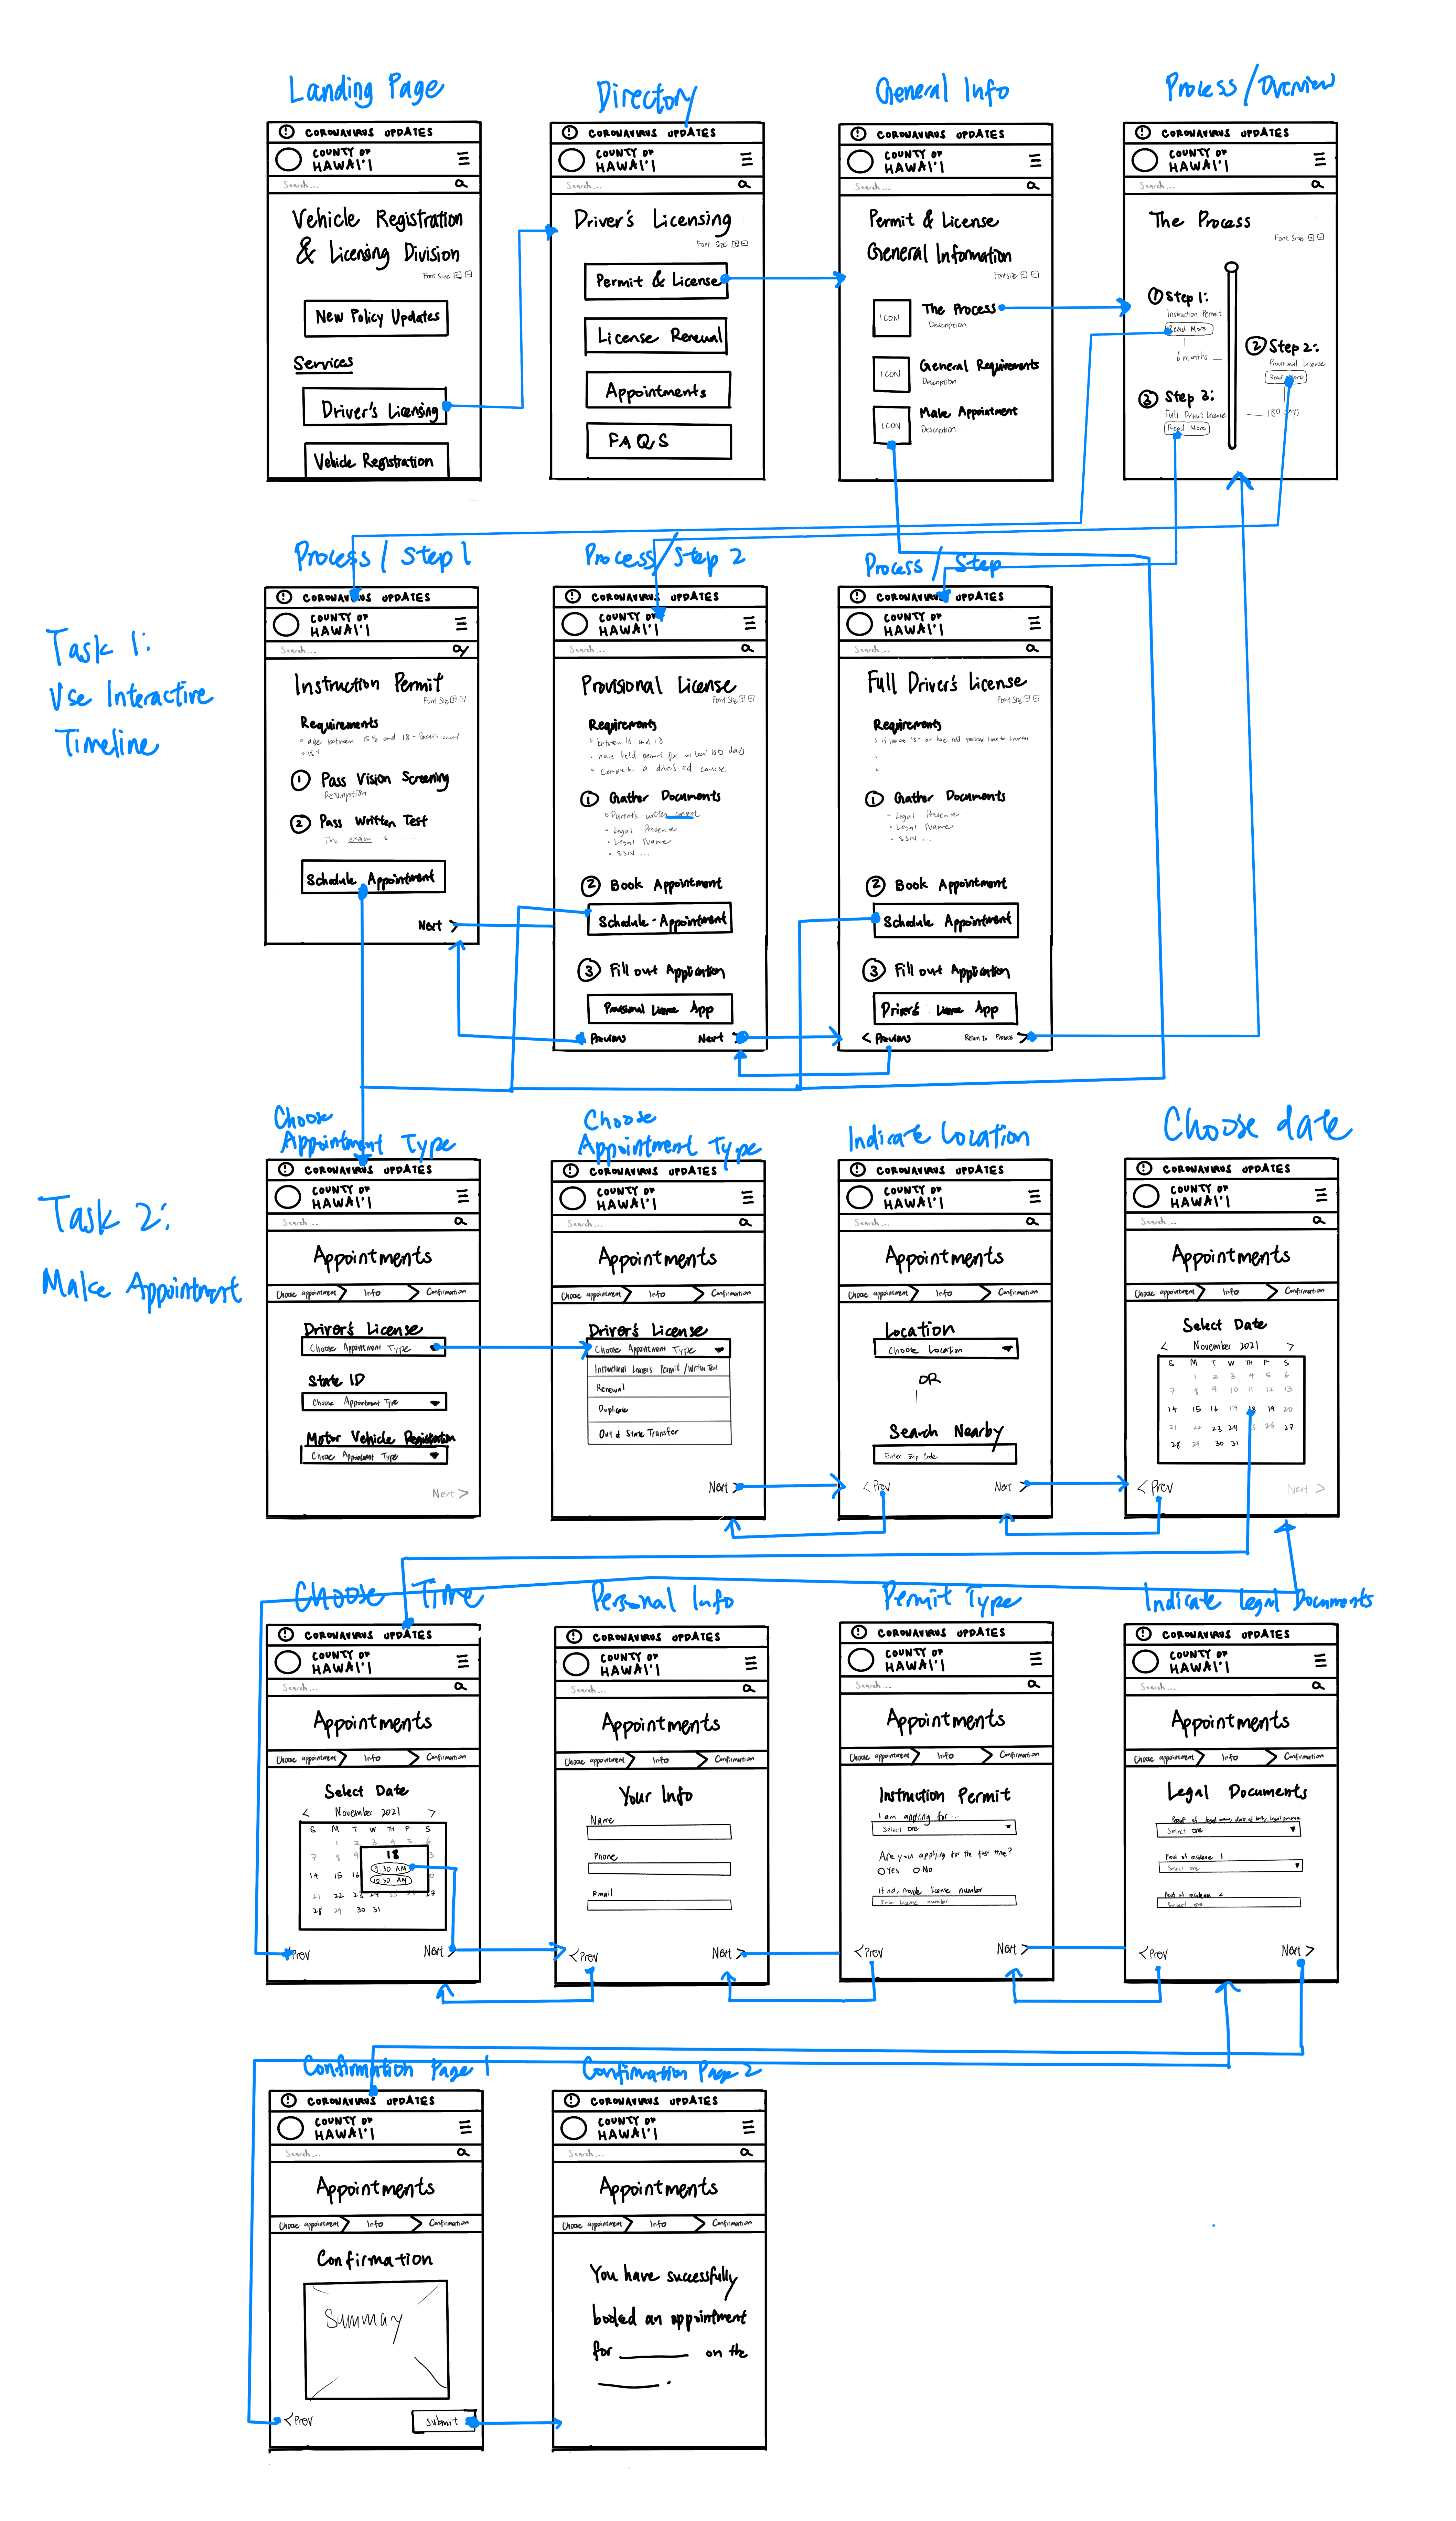 Landing Page
CORONAVIRUS UPDATES
COUNTY OF
HAWAI'I
Search...
Vehicle Registration
& Licensing Division
Font Size
New Policy Updates
Services
Driver's Licensing
Vehicle Registration
Directory
CORONAVIRUS UPDATES
COUNTY OF
HAWAI'I
Search...
Driver's Licensing
Font Size
Permit & License
License Renewal
Appointments
FAQS
General Info
CORONAVIRUS UPDATES
COUNTY OF
HAWAI'I
Search...
Permit & License
General Information
Font Size
ICON
The Process
Description
ICON
General Requirements
Description
ICON
Make Appointment
Description
Process/Overview
CORONAVIRUS UPDATES
COUNTY OF
HAWAI'I
Search...
The Process
Font Size
1 Step 1:
Instruction Permit
Read More
6 months
2 Step 2:
Provisional License
Read More
180 days
3 Step 3:
Full Driver's License
Read More
Task 1:
Use Interactive
Timeline
Process / Step 1
CORONAVIRUS UPDATES
COUNTY OF
HAWAI'I
Search...
Instruction Permit
Font Size
Requirements
age between 15 1/2 and 18 -
18+
1 Pass Vision Screening
Description
2 Pass Written Test
The exam is ......
Schedule Appointment
Next >
Process/Step 2
CORONAVIRUS UPDATES
COUNTY OF
HAWAI'I
Search...
Provisional License
Font Size
Requirements
between 16 and 18
have held permit for at least 180 days
Complete a driver's ed course
1 Gather Documents
Parent's written consent
Legal Presence
Legal Name
SSN ...
2 Book Appointment
Schedule - Appointment
3 Fill out Application
Provisional License App
< Previous
Next >
Process / Step
CORONAVIRUS UPDATES
COUNTY OF
HAWAI'I
Search...
Full Driver's License
Font Size
Requirements
if you are 18+ or have held
1 Gather Documents
Legal Presence
Legal Name
SSN ...
2 Book Appointment
Schedule Appointment
3 Fill out Application
Driver's License App
< Previous
Return to Process >
Task 2:
Make Appointment
Choose
Appointment Type
CORONAVIRUS UPDATES
COUNTY OF
HAWAI'I
Search...
Appointments
Choose appointment
Info
Confirmation
Driver's License
Choose Appointment Type
State ID
Choose Appointment Type
Motor Vehicle Registration
Choose Appointment Type
Next >
Choose
Appointment Type
CORONAVIRUS UPDATES
COUNTY OF
HAWAI'I
Search...
Appointments
Choose appointment
Info
Confirmation
Driver's License
Choose Appointment Type
Instructional Learner's Permit / Written Test
Renewal
Duplicate
Out of State Transfer
Next >
Indicate Location
CORONAVIRUS UPDATES
COUNTY OF
HAWAI'I
Search...
Appointments
Choose appointment
Info
Confirmation
Location
Choose Location
OR
Search Nearby
Enter Zip Code
< Prev
Next >
Choose date
CORONAVIRUS UPDATES
COUNTY OF
HAWAI'I
Search...
Appointments
Choose appointment
Info
Confirmation
Select Date
< November 2021 >
S M T W TH F S
1 2 3 4 5 6
7 8 9 10 11 12 13
14 15 16 17 18 19 20
21 22 23 24 25 26 27
28 29 30 31
< Prev
Next >
Choose Time
CORONAVIRUS UPDATES
COUNTY OF
HAWAI'I
Search...
Appointments
Choose appointment
Info
Confirmation
Select Date
< November 2021 >
S M T W TH F S
1 2 3 4 5 6
7 8 9
18
9:30 AM
10:30 AM
14 15 16
21 22 23 24 27
28 29 30 31
< Prev
Next >
Personal Info
CORONAVIRUS UPDATES
COUNTY OF
HAWAI'I
Search...
Appointments
Choose appointment
Info
Confirmation
Your Info
Name
Phone
Email
< Prev
Next >
Permit Type
CORONAVIRUS UPDATES
COUNTY OF
HAWAI'I
Search...
Appointments
Choose appointment
Info
Confirmation
Instruction Permit
I am applying for...
Select one
Are you applying for the first time?
Yes No
If not, provide license number
Enter license number
< Prev
Next >
Indicate Legal Documents
CORONAVIRUS UPDATES
COUNTY OF
HAWAI'I
Search...
Appointments
Choose appointment
Info
Confirmation
Legal Documents
Proof of legal name, date of birth, legal presence
Select one
Proof of residence 1
Select one
Proof of residence 2
Select one
< Prev
Next >
Confirmation Page 1
CORONAVIRUS UPDATES
COUNTY OF
HAWAI'I
Search...
Appointments
Choose appointment
Info
Confirmation
Confirmation
Summary
< Prev
Submit
Confirmation Page 2
CORONAVIRUS UPDATES
COUNTY OF
HAWAI'I
Search...
Appointments
Choose appointment
Info
Confirmation
You have successfully
booked an appointment
for ______ on the
______.